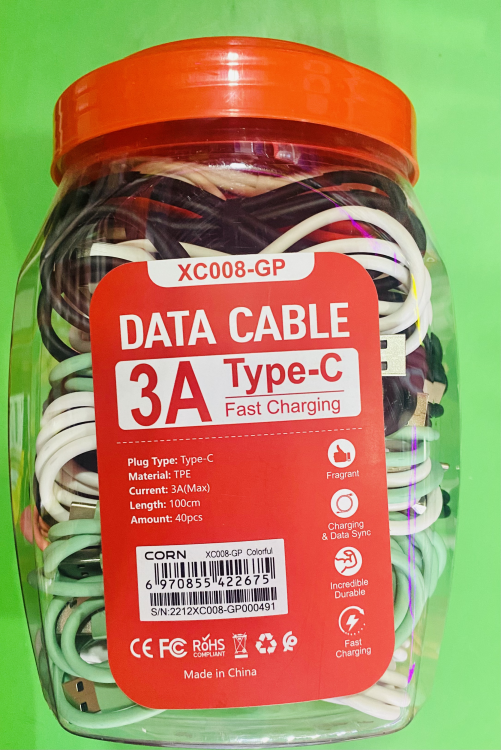 XC008-GP
DATA CABLE
3A Type-C
Fast Charging
Plug Type: Type-C
Material: TPE
Current: 3A(Max)
Length: 100cm
Amount: 40pcs
Fragrant
Charging
& Data Sync
Incredible
Durable
Fast
Charging
CORN XC008-GP Colorful
6 970855 422675
S/N:2212XC008-GP000491
CE FC RoHS
COMPLIANT
Made in China